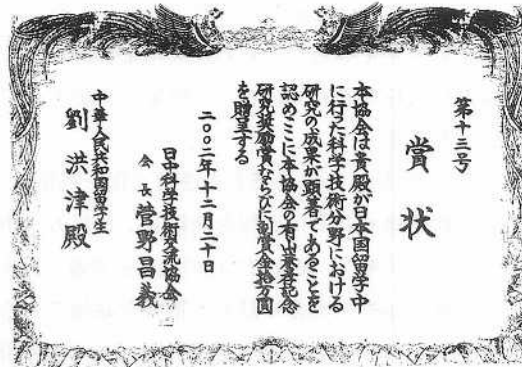 第十三号
賞状
本協会は貴殿が日本国留学中
に行った科学技術分野における
研究の成果が顕著であることを
認めここに本協会の有山兼孝記念
研究奨励賞ならびに副賞金拾万圓
を贈呈する
二〇〇二年十二月二十日
日中科学技術交流協会
会長 菅野昌義
中華人民共和国留学生
劉洪津殿